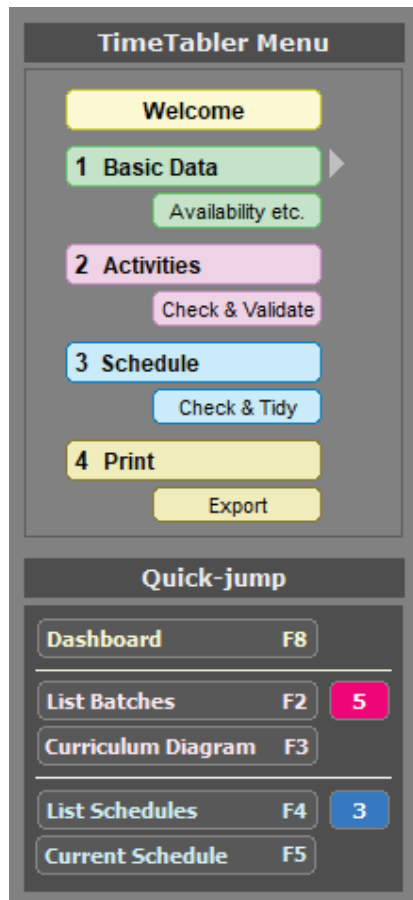 TimeTabler Menu
Welcome
1 Basic Data
Availability etc.
2 Activities
Check & Validate
3 Schedule
Check & Tidy
4 Print
Export
Quick-jump
Dashboard F8
List Batches F2 5
Curriculum Diagram F3
List Schedules F4 3
Current Schedule F5